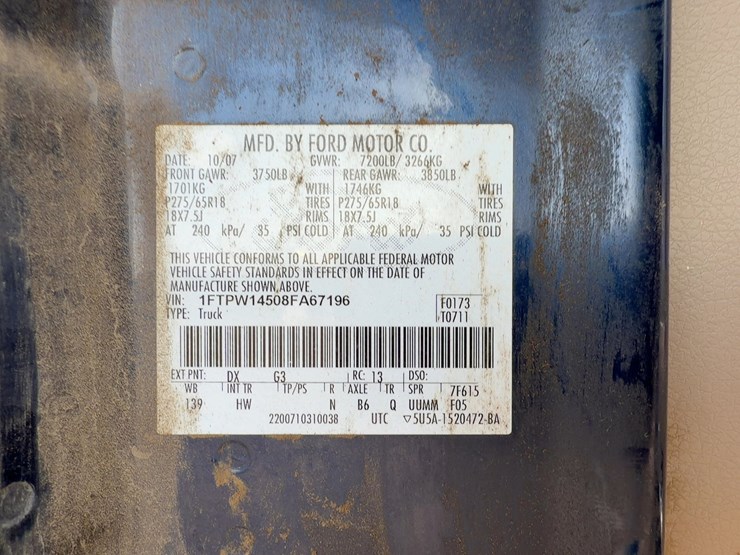 MFD. BY FORD MOTOR CO.
DATE: 10/07 GVWR: 7200LB/ 3266KG
FRONT GAWR: 3750LB REAR GAWR: 3850LB
1701KG WITH 1746KG WITH
P275/65R18 TIRES P275/65R18 TIRES
18X7.5J RIMS 18X7.5J RIMS
AT 240 kPa/ 35 PSI COLD AT 240 kPa/ 35 PSI COLD
THIS VEHICLE CONFORMS TO ALL APPLICABLE FEDERAL MOTOR
VEHICLE SAFETY STANDARDS IN EFFECT ON THE DATE OF
MANUFACTURE SHOWN ABOVE.
VIN: 1FTPW14508FA67196 F0173
TYPE: Truck T0711
EXT PNT: DX G3 RC: 13 DSO:
WB INT TR TP/PS R AXLE TR SPR 7F615
139 HW N B6 Q UUMM F05
2200710310038 UTC ▽5U5A-1520472-BA